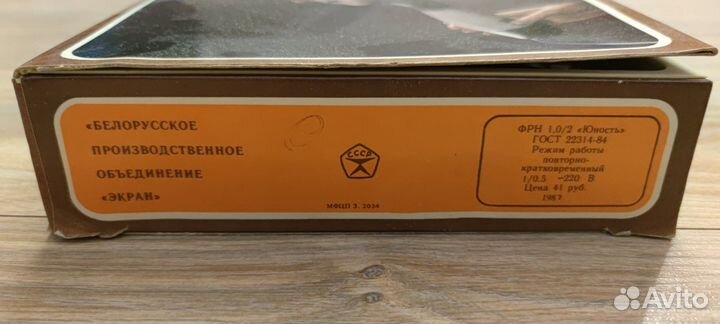 «БЕЛОРУССКОЕ
ПРОИЗВОДСТВЕННОЕ
ОБЪЕДИНЕНИЕ
«ЭКРАН»
СССР
МФЦП З. 2034
ФРН 1,0/2 «Юность»
ГОСТ 22314-84
Режим работы
повторно-
кратковременный
1/0.5 ~220 В
Цена 41 руб.
1987
Avito